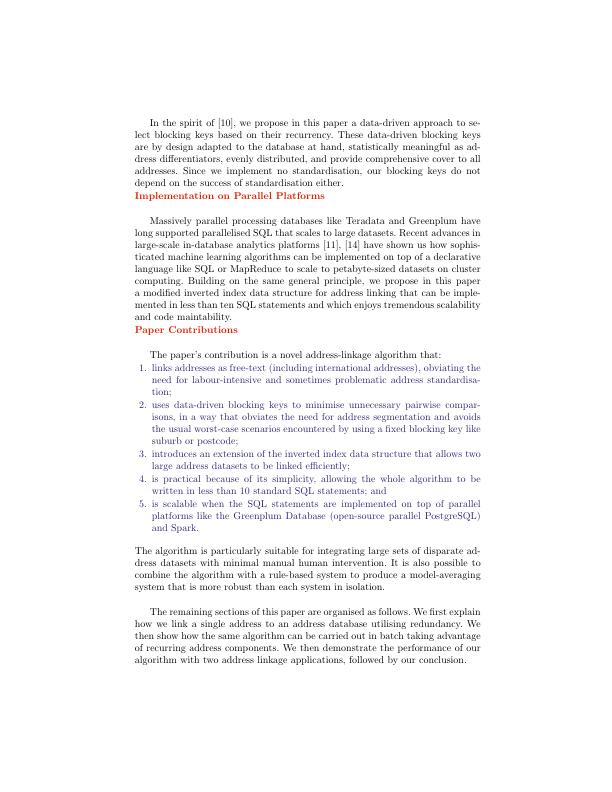 In the spirit of [10], we propose in this paper a data-driven approach to se-
lect blocking keys based on their recurrency. These data-driven blocking keys
are by design adapted to the database at hand, statistically meaningful as ad-
dress differentiators, evenly distributed, and provide comprehensive cover to all
addresses. Since we implement no standardisation, our blocking keys do not
depend on the success of standardisation either.
Implementation on Parallel Platforms
Massively parallel processing databases like Teradata and Greenplum have
long supported parallelised SQL that scales to large datasets. Recent advances in
large-scale in-database analytics platforms [11], [14] have shown us how sophis-
ticated machine learning algorithms can be implemented on top of a declarative
language like SQL or MapReduce to scale to petabyte-sized datasets on cluster
computing. Building on the same general principle, we propose in this paper
a modified inverted index data structure for address linking that can be imple-
mented in less than ten SQL statements and which enjoys tremendous scalability
and code maintability.
Paper Contributions
The paper's contribution is a novel address-linkage algorithm that:
1. links addresses as free-text (including international addresses), obviating the
need for labour-intensive and sometimes problematic address standardisa-
tion;
2. uses data-driven blocking keys to minimise unnecessary pairwise compar-
isons, in a way that obviates the need for address segmentation and avoids
the usual worst-case scenarios encountered by using a fixed blocking key like
suburb or postcode;
3. introduces an extension of the inverted index data structure that allows two
large address datasets to be linked efficiently;
4. is practical because of its simplicity, allowing the whole algorithm to be
written in less than 10 standard SQL statements; and
5. is scalable when the SQL statements are implemented on top of parallel
platforms like the Greenplum Database (open-source parallel PostgreSQL)
and Spark.
The algorithm is particularly suitable for integrating large sets of disparate ad-
dress datasets with minimal manual human intervention. It is also possible to
combine the algorithm with a rule-based system to produce a model-averaging
system that is more robust than each system in isolation.
The remaining sections of this paper are organised as follows. We first explain
how we link a single address to an address database utilising redundancy. We
then show how the same algorithm can be carried out in batch taking advantage
of recurring address components. We then demonstrate the performance of our
algorithm with two address linkage applications, followed by our conclusion.